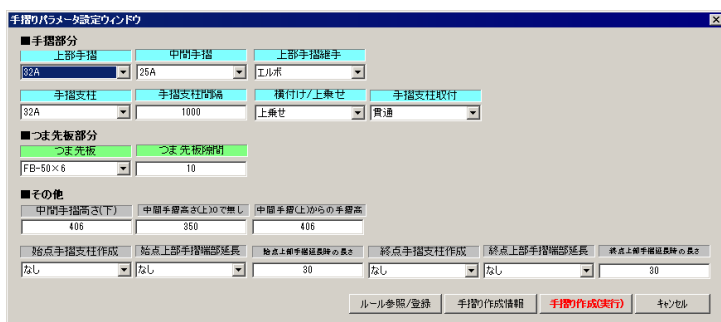 手摺りパラメータ設定ウィンドウ
■手摺部分
上部手摺 中間手摺 上部手摺継手
32A 25A エルボ
手摺支柱 手摺支柱間隔 横付け/上乗せ 手摺支柱取付
32A 1000 上乗せ 貫通
■つま先板部分
つま先板 つま先板隙間
FB-50×6 10
■その他
中間手摺高さ(下) 中間手摺高さ(上)0で無し 中間手摺(上)からの手摺高
406 350 406
始点手摺支柱作成 始点上部手摺端部延長 始点上部手摺延長時の長さ 終点手摺支柱作成 終点上部手摺端部延長 終点上部手摺延長時の長さ
なし なし 30 なし なし 30
ルール参照/登録 手摺り作成情報 手摺り作成(実行) キャンセル